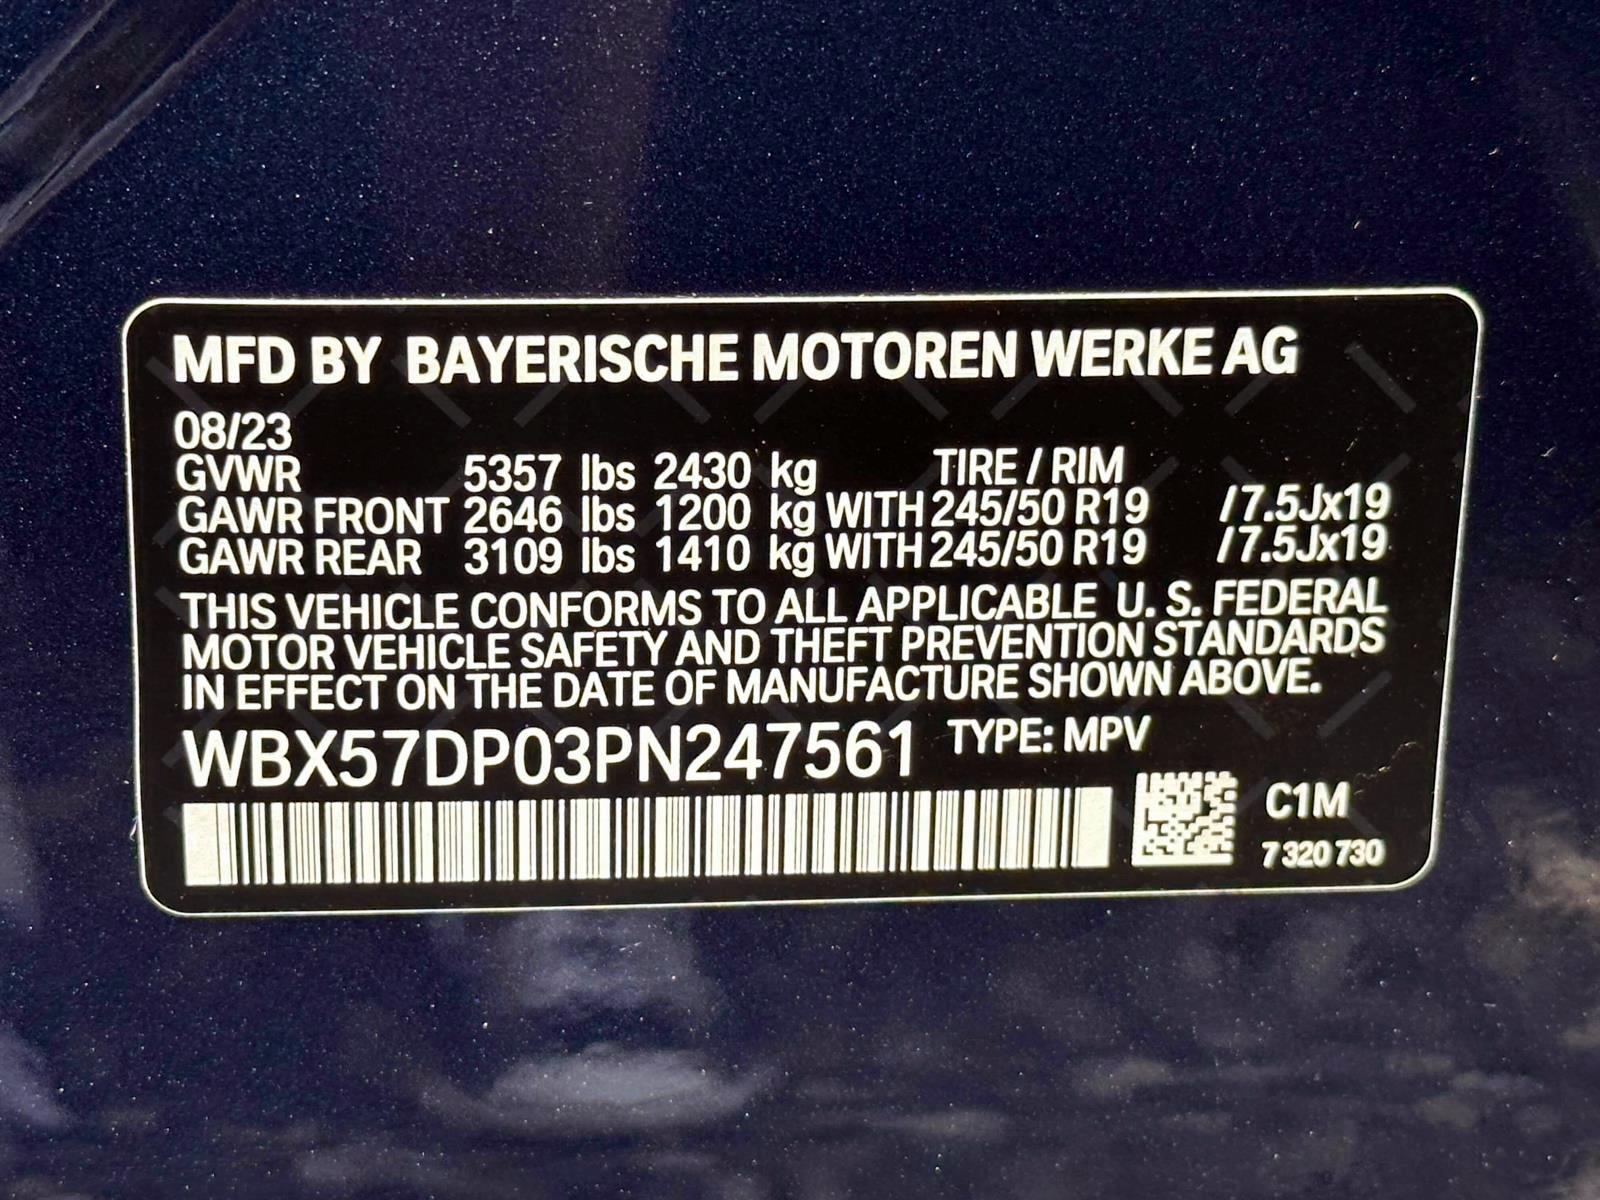 MFD BY BAYERISCHE MOTOREN WERKE AG
08/23
GVWR 5357 lbs 2430 kg TIRE / RIM
GAWR FRONT 2646 lbs 1200 kg WITH 245/50 R19 /7.5Jx19
GAWR REAR 3109 lbs 1410 kg WITH 245/50 R19 /7.5Jx19
THIS VEHICLE CONFORMS TO ALL APPLICABLE U. S. FEDERAL
MOTOR VEHICLE SAFETY AND THEFT PREVENTION STANDARDS
IN EFFECT ON THE DATE OF MANUFACTURE SHOWN ABOVE.
WBX57DP03PN247561 TYPE: MPV
C1M
7 320 730